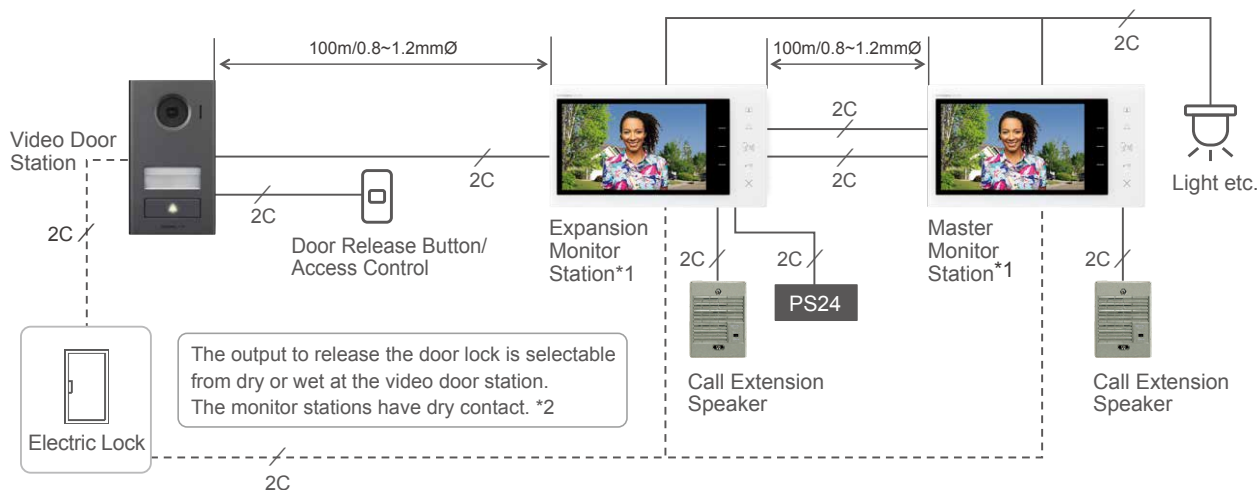 2C
100m/0.8~1.2mmØ
100m/0.8~1.2mmØ
Video Door
Station
2C
2C
2C
Light etc.
2C
2C
Door Release Button/
Access Control
Expansion
Monitor
Station*1
Master
Monitor
Station*1
2C
2C
2C
2C
PS24
The output to release the door lock is selectable
from dry or wet at the video door station.
The monitor stations have dry contact. *2
Call Extension
Speaker
Call Extension
Speaker
Electric Lock
2C